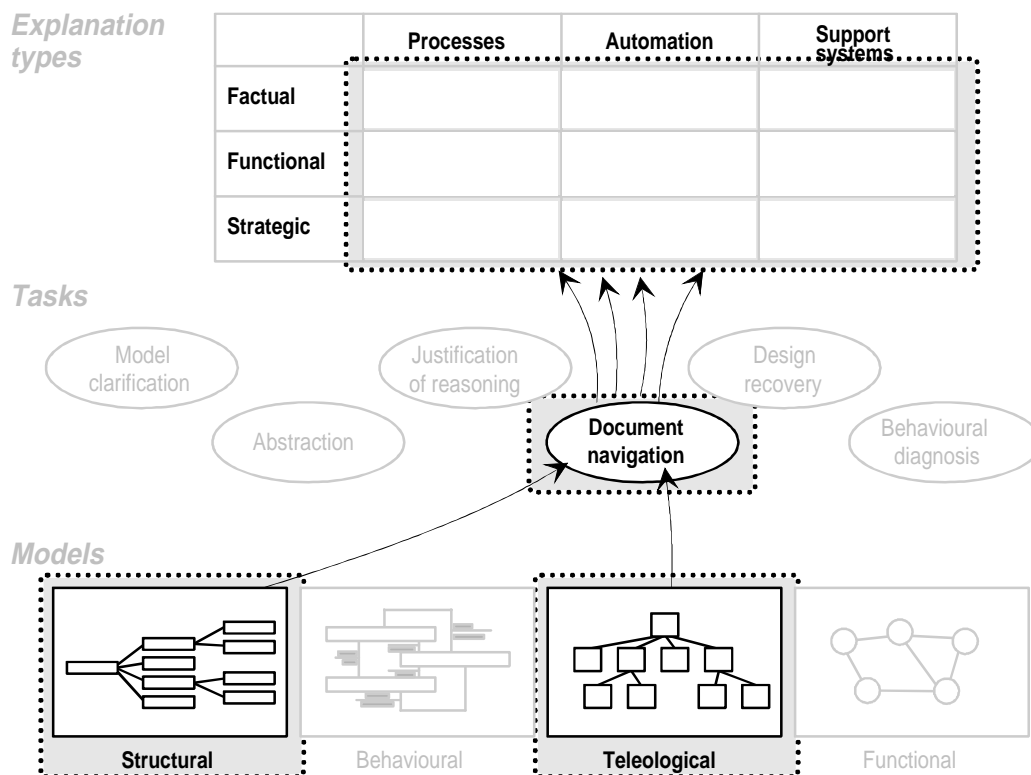 Explanation
types
Processes
Automation
Support
systems
Factual
Functional
Strategic
Tasks
Model
clarification
Justification
of reasoning
Design
recovery
Abstraction
Document
navigation
Behavioural
diagnosis
Models
Structural
Behavioural
Teleological
Functional